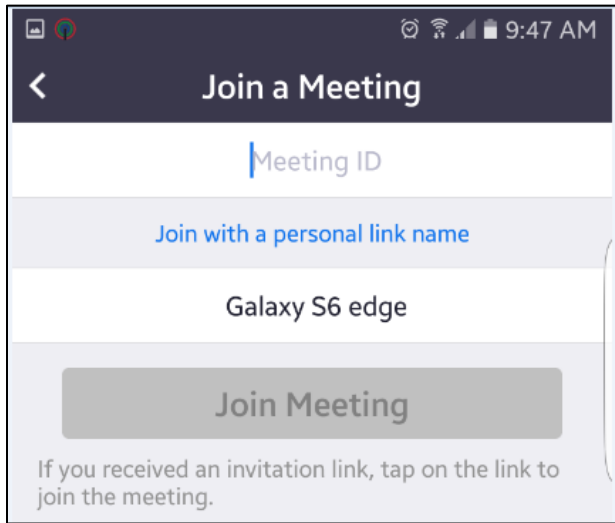 9:47 AM
Join a Meeting
Meeting ID
Join with a personal link name
Galaxy S6 edge
Join Meeting
If you received an invitation link, tap on the link to
join the meeting.